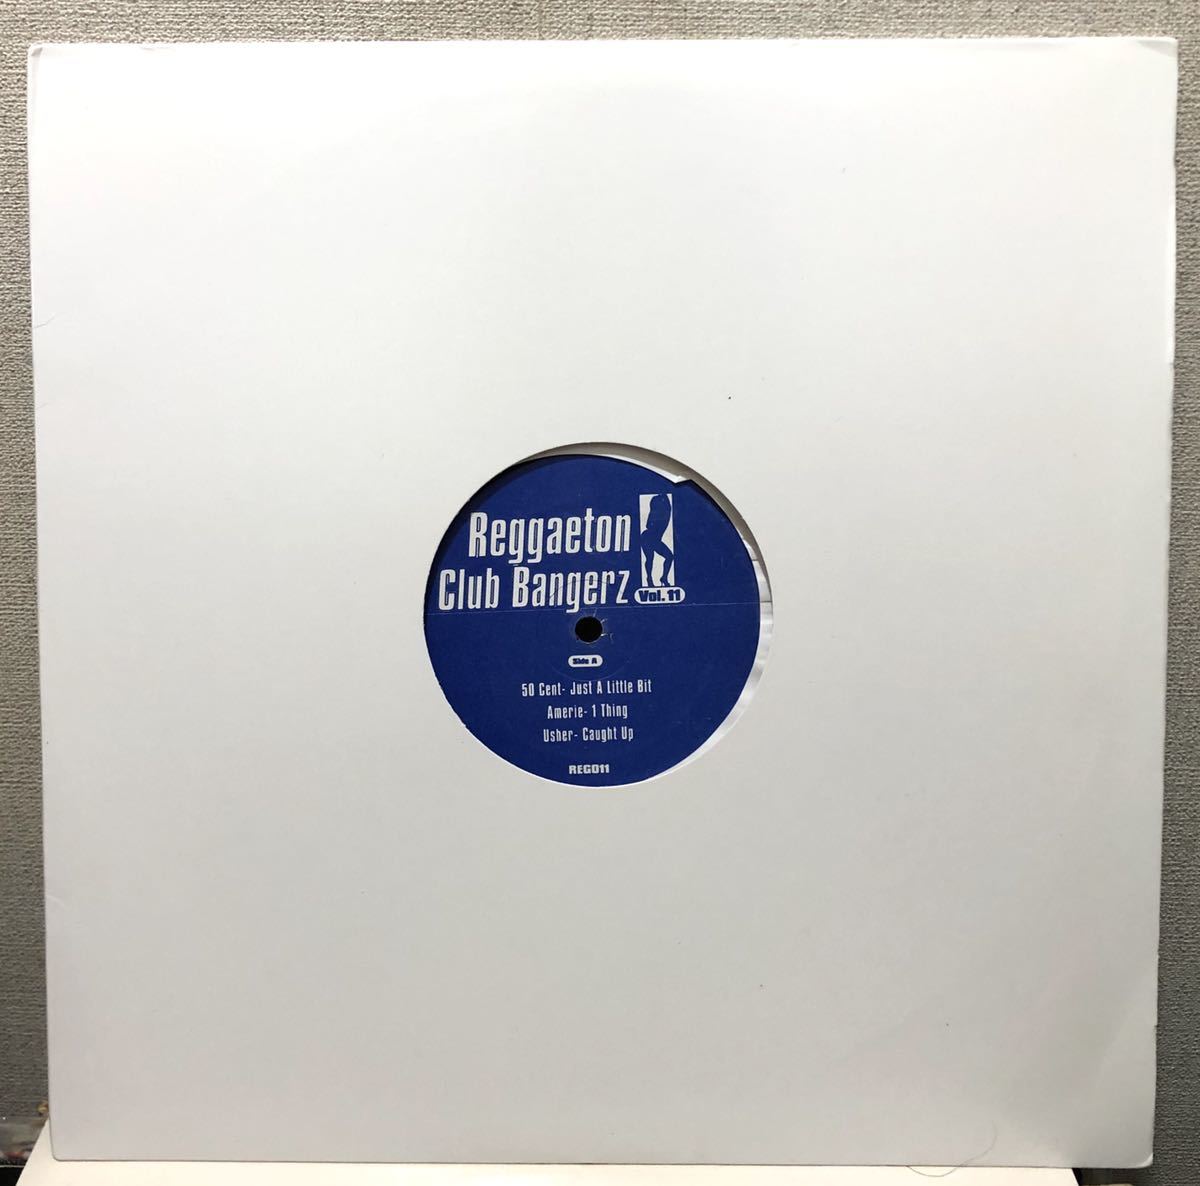 Reggaeton
Club Bangerz Vol. 11
Side A
50 Cent- Just A Little Bit
Amerie- 1 Thing
Usher- Caught Up
REG011